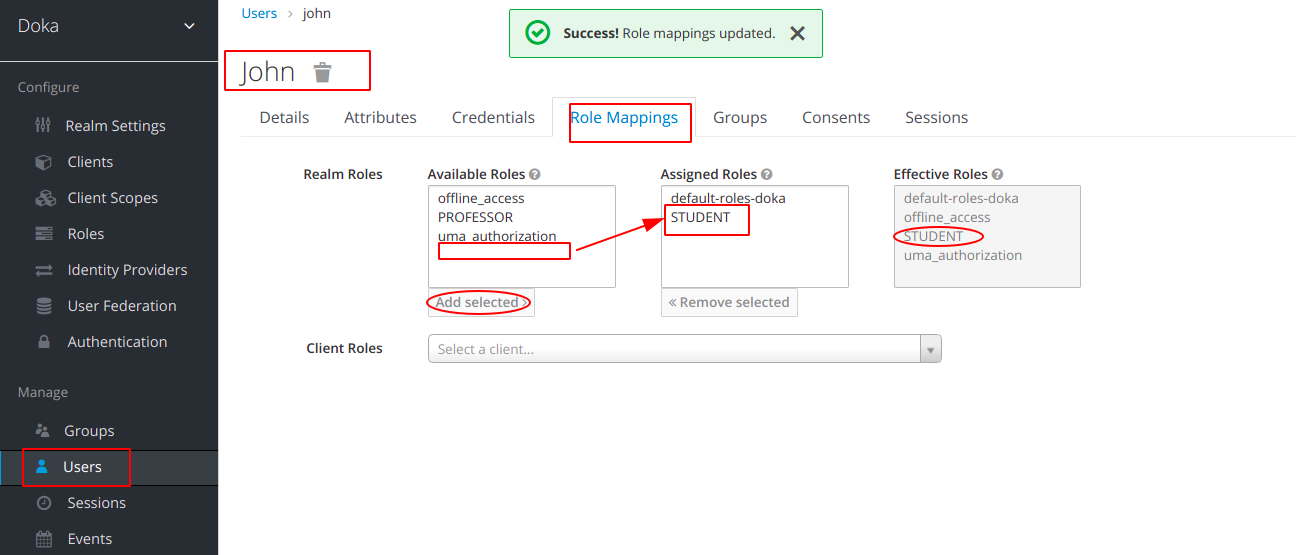 Doka
Users › john
Success! Role mappings updated.
John
Configure
Realm Settings
Clients
Client Scopes
Roles
Identity Providers
User Federation
Authentication
Manage
Groups
Users
Sessions
Events
Details Attributes Credentials Role Mappings Groups Consents Sessions
Realm Roles
Available Roles
offline_access
PROFESSOR
uma_authorization
Add selected »
Assigned Roles
default-roles-doka
STUDENT
« Remove selected
Effective Roles
default-roles-doka
offline_access
STUDENT
uma_authorization
Client Roles
Select a client...